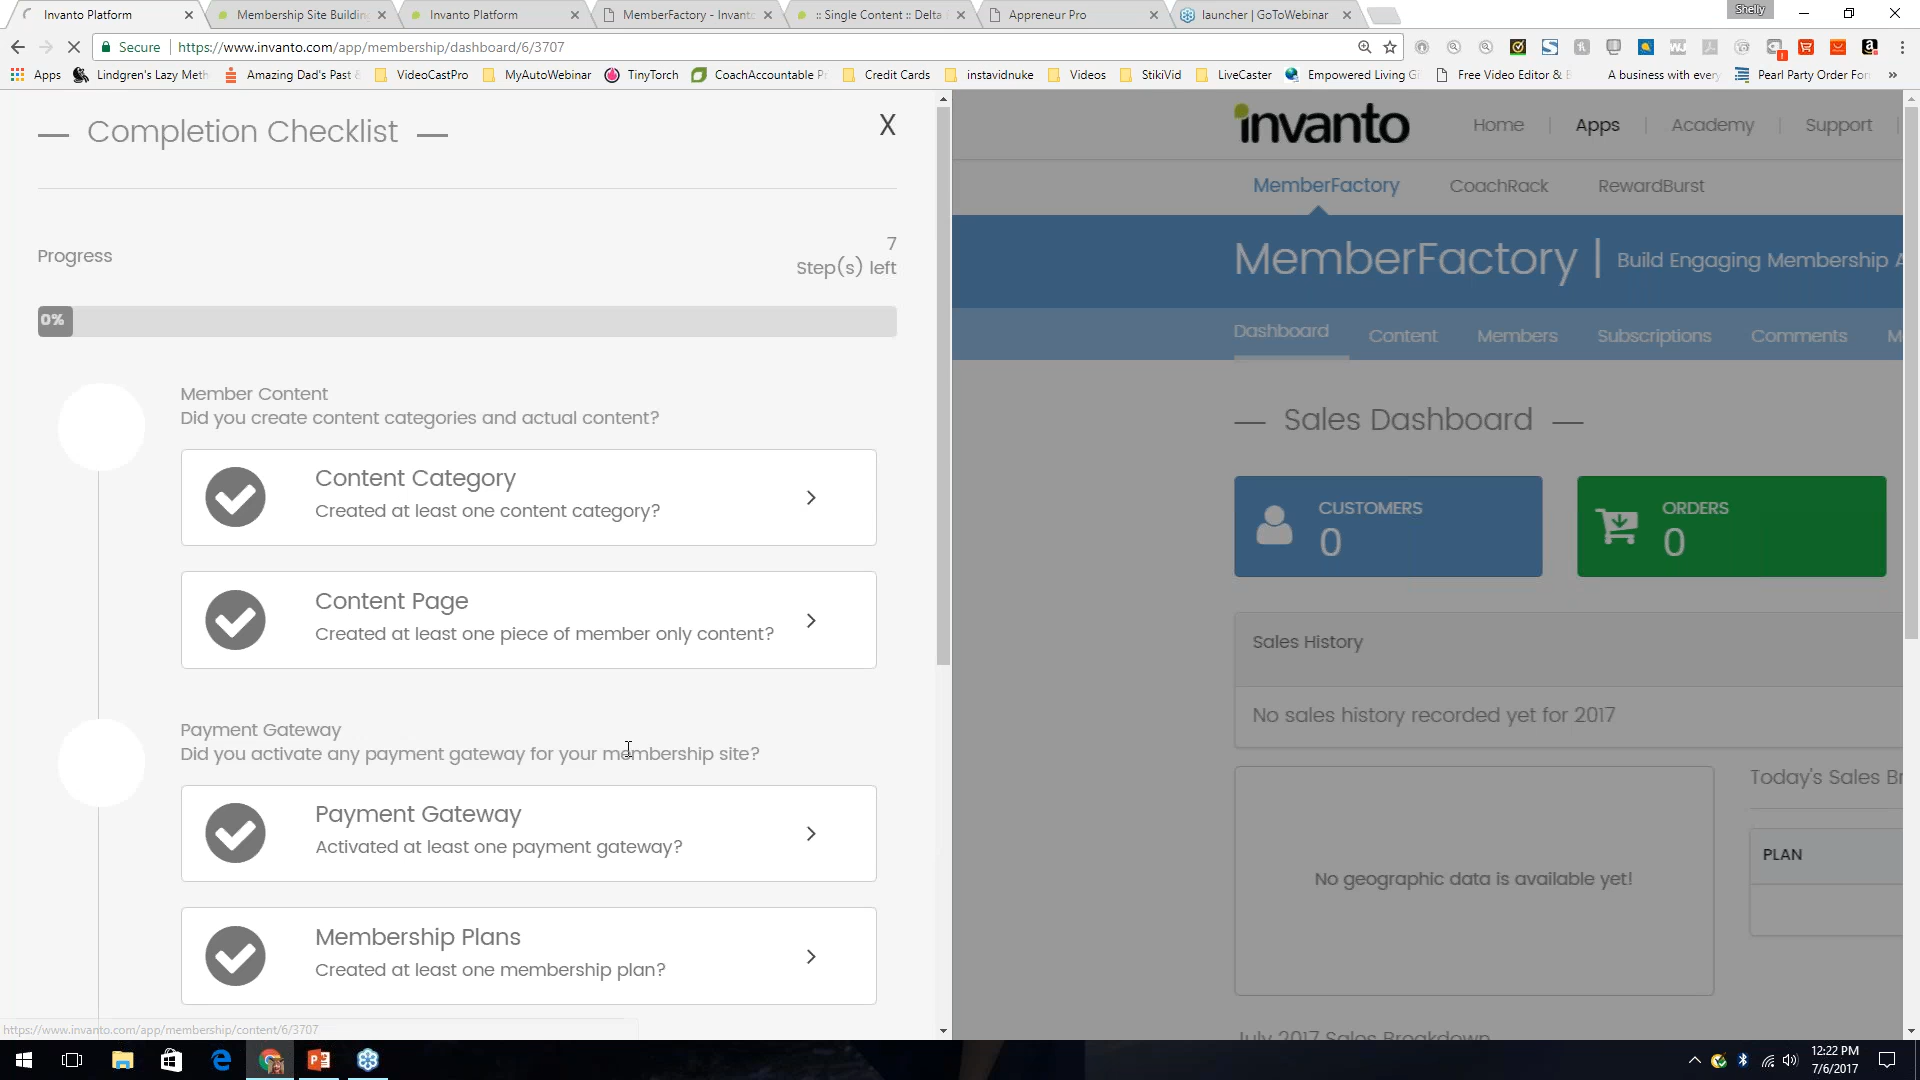 Invanto Platform
Membership Site Buildin
Invanto Platform
MemberFactory - Invant
:: Single Content :: Delta
Appreneur Pro
launcher | GoToWebinar
Shelly
Secure
https://www.invanto.com/app/membership/dashboard/6/3707
Apps
Lindgren's Lazy Meth
Amazing Dad's Past
VideoCastPro
MyAutoWebinar
TinyTorch
CoachAccountable P
Credit Cards
instavidnuke
Videos
StikiVid
LiveCaster
Empowered Living G
Free Video Editor &
A business with every
Pearl Party Order For
»
Completion Checklist
X
Progress
7
Step(s) left
0%
Member Content
Did you create content categories and actual content?
Content Category
Created at least one content category?
Content Page
Created at least one piece of member only content?
Payment Gateway
Did you activate any payment gateway for your membership site?
Payment Gateway
Activated at least one payment gateway?
Membership Plans
Created at least one membership plan?
https://www.invanto.com/app/membership/content/6/3707
invanto
Home
Apps
Academy
Support
MemberFactory
CoachRack
RewardBurst
MemberFactory | Build Engaging Membership A
Dashboard
Content
Members
Subscriptions
Comments
M
Sales Dashboard
CUSTOMERS
0
ORDERS
0
Sales History
No sales history recorded yet for 2017
No geographic data is available yet!
Today's Sales Br
PLAN
July 2017 Sales Breakdown
12:22 PM
7/6/2017